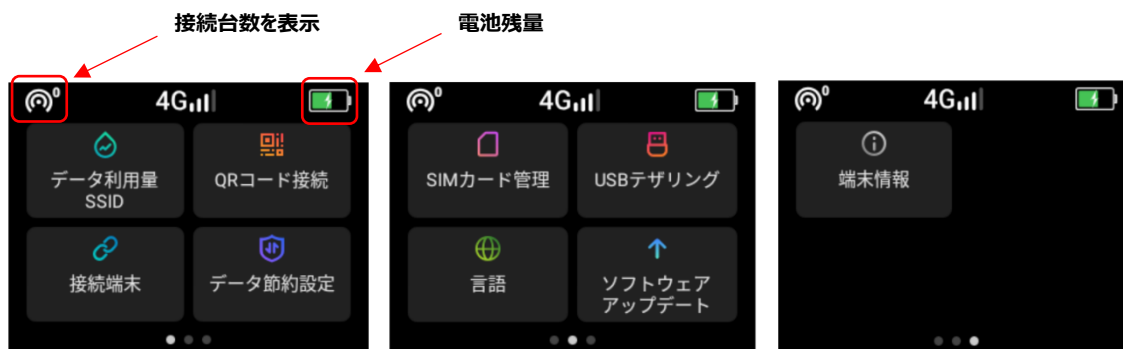 接続台数を表示
電池残量
0
4G
データ利用量
SSID
QRコード接続
接続端末
データ節約設定
0
4G
SIMカード管理
USBテザリング
言語
ソフトウェア
アップデート
0
4G
端末情報